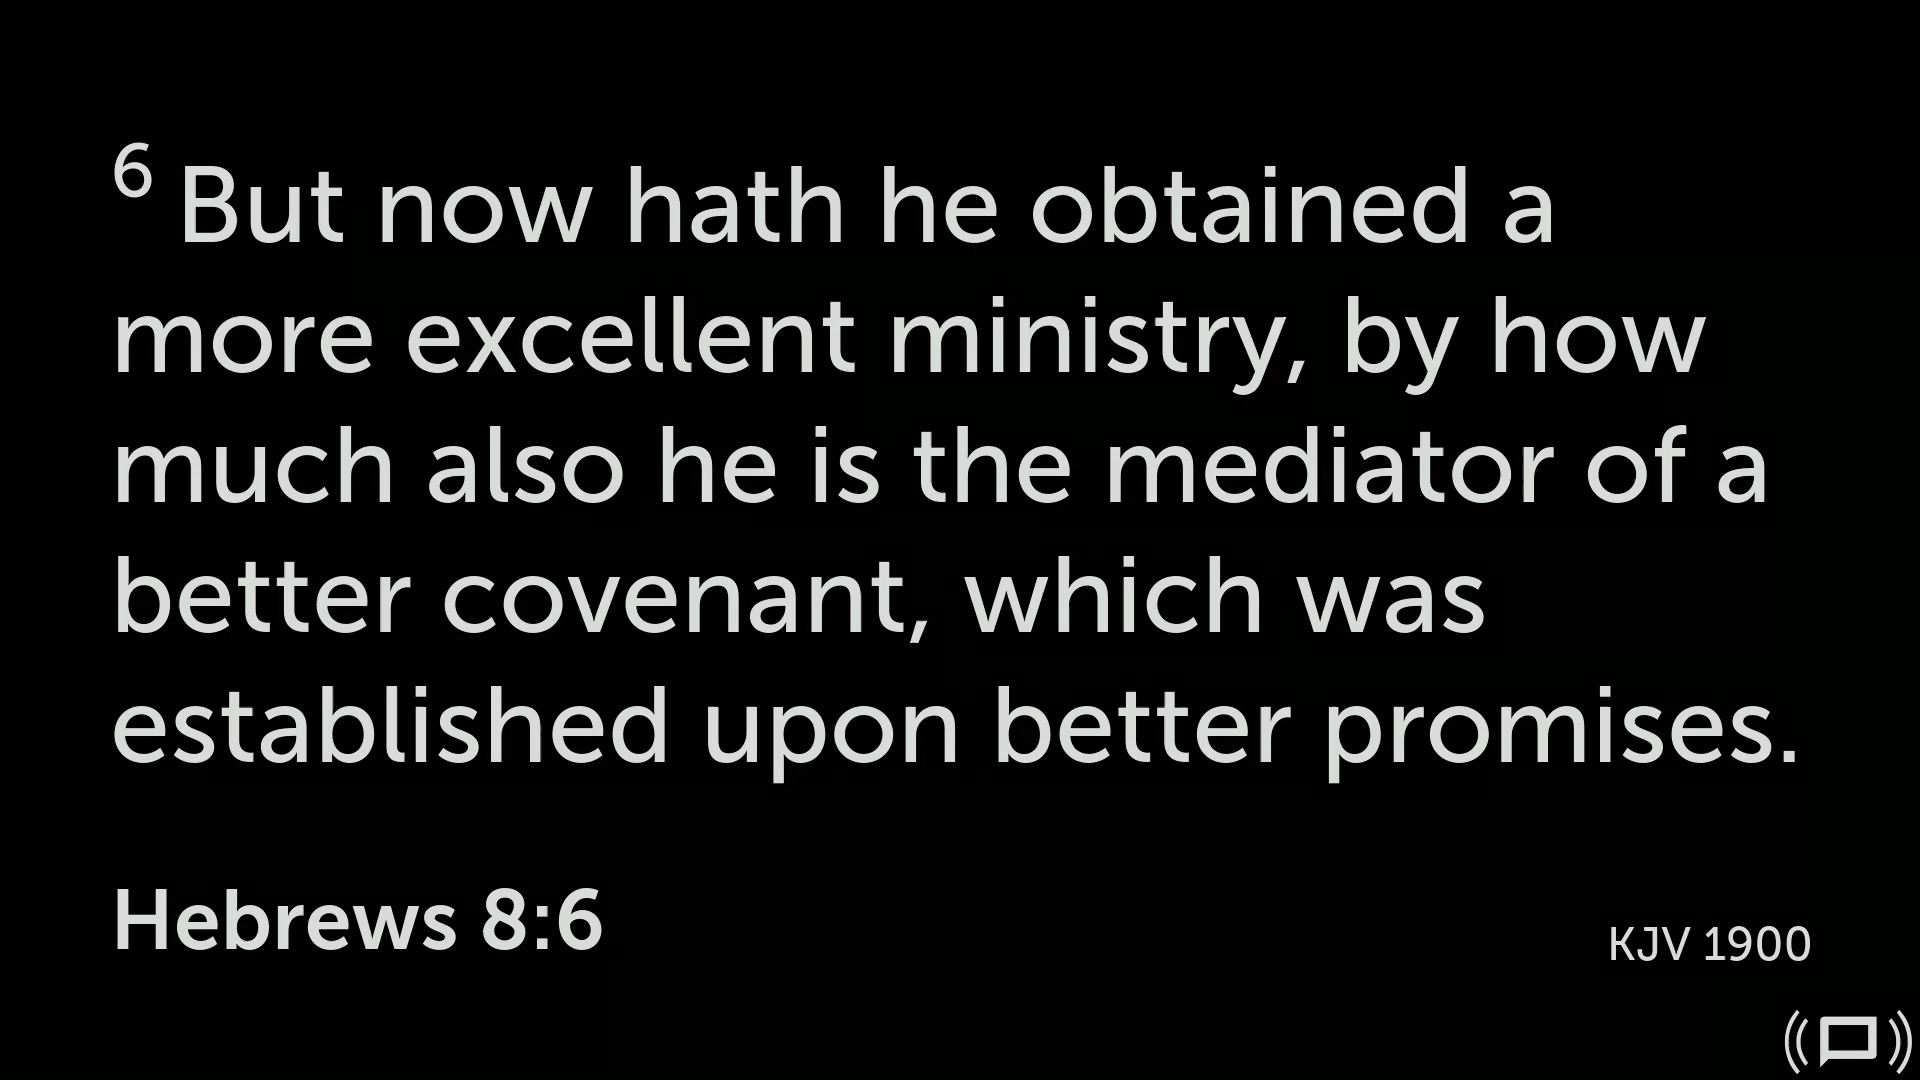 6 But now hath he obtained a
more excellent ministry, by how
much also he is the mediator of a
better covenant, which was
established upon better promises.
Hebrews 8:6
KJV 1900